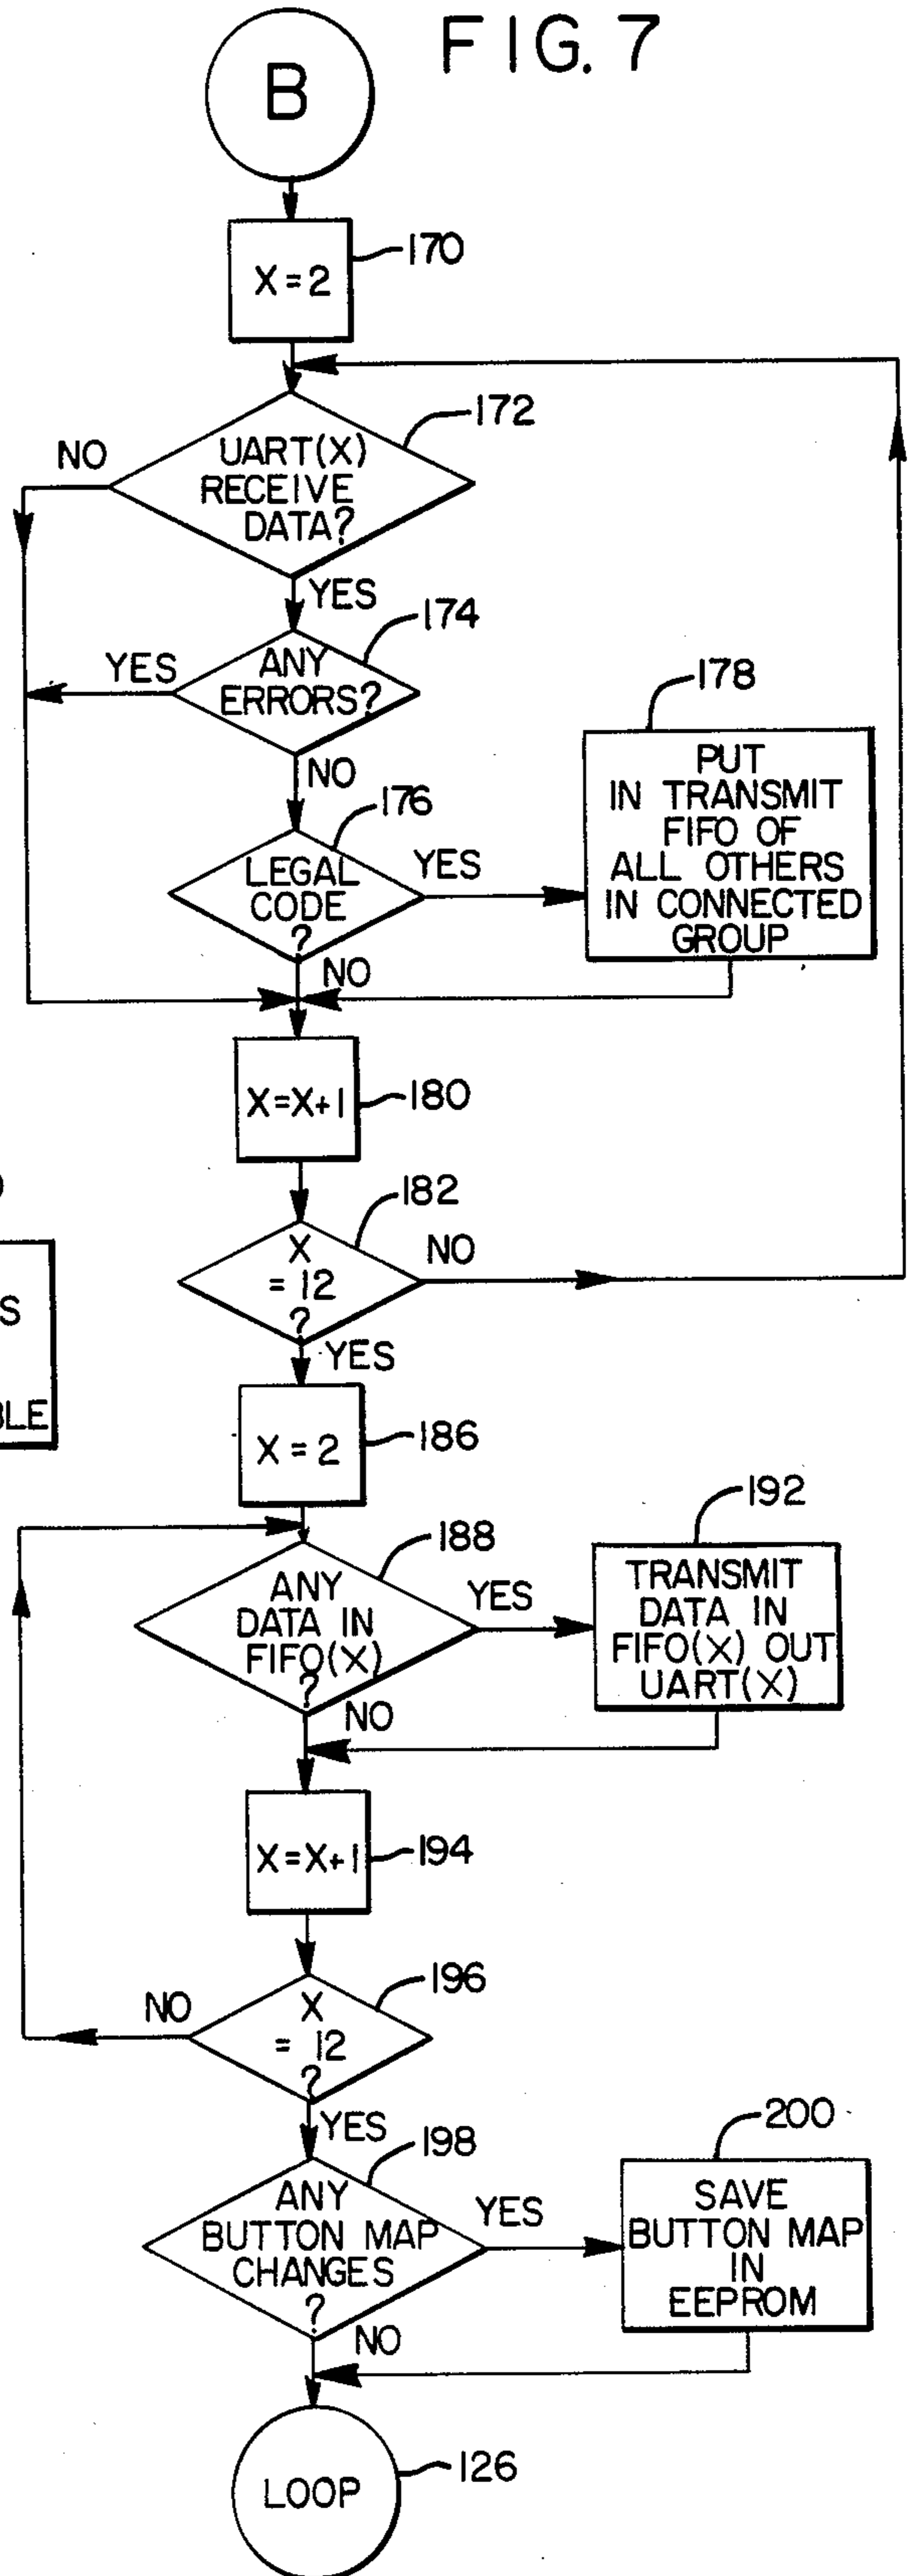 FIG. 7
B
170
X = 2
172
UART(X)
RECEIVE
DATA?
NO
YES
174
ANY
ERRORS?
YES
NO
176
LEGAL
CODE
?
YES
NO
178
PUT
IN TRANSMIT
FIFO OF
ALL OTHERS
IN CONNECTED
GROUP
X=X+1
180
182
X
= 12
?
NO
YES
X = 2
186
188
ANY
DATA IN
FIFO(X)
?
YES
NO
192
TRANSMIT
DATA IN
FIFO(X) OUT
UART(X)
X=X+1
194
196
X
= 12
?
NO
YES
198
ANY
BUTTON MAP
CHANGES
?
YES
NO
200
SAVE
BUTTON MAP
IN
EEPROM
LOOP
126